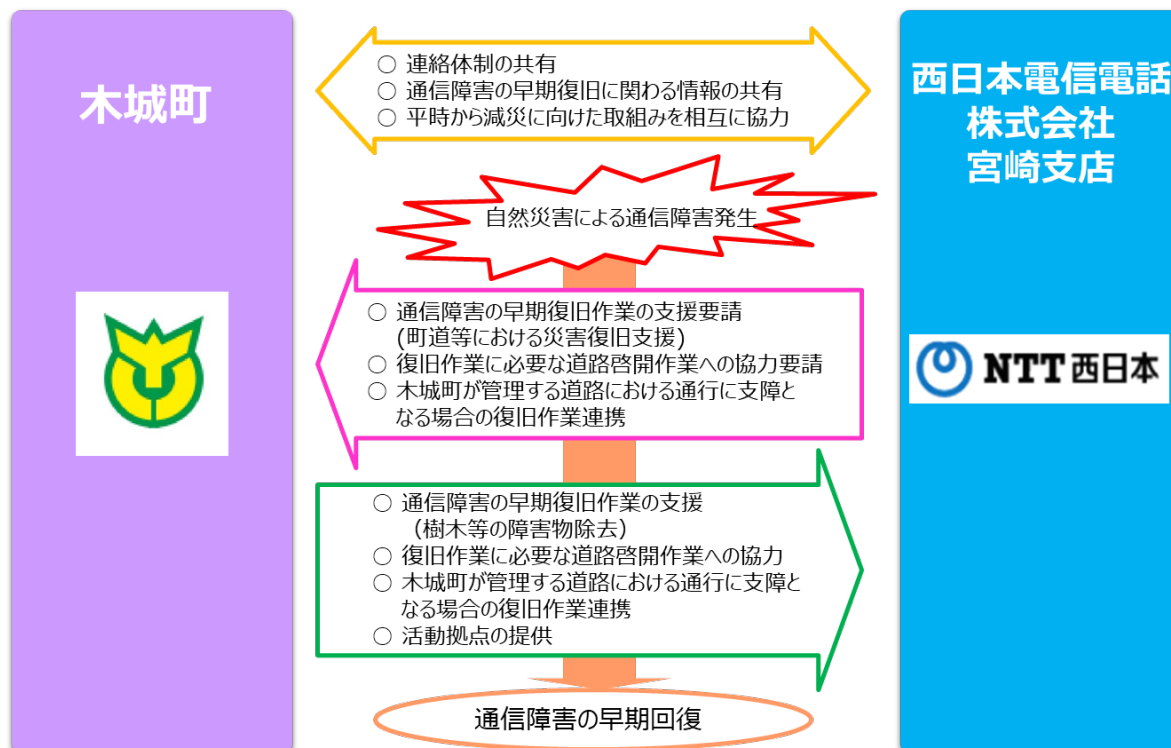 木城町
○ 連絡体制の共有
○ 通信障害の早期復旧に関わる情報の共有
○ 平時から減災に向けた取組みを相互に協力
西日本電信電話
株式会社
宮崎支店
自然災害による通信障害発生
○ 通信障害の早期復旧作業の支援要請
(町道等における災害復旧支援)
○ 復旧作業に必要な道路啓開作業への協力要請
○ 木城町が管理する道路における通行に支障と
なる場合の復旧作業連携
NTT西日本
○ 通信障害の早期復旧作業の支援
（樹木等の障害物除去）
○ 復旧作業に必要な道路啓開作業への協力
○ 木城町が管理する道路における通行に支障と
なる場合の復旧作業連携
○ 活動拠点の提供
通信障害の早期回復